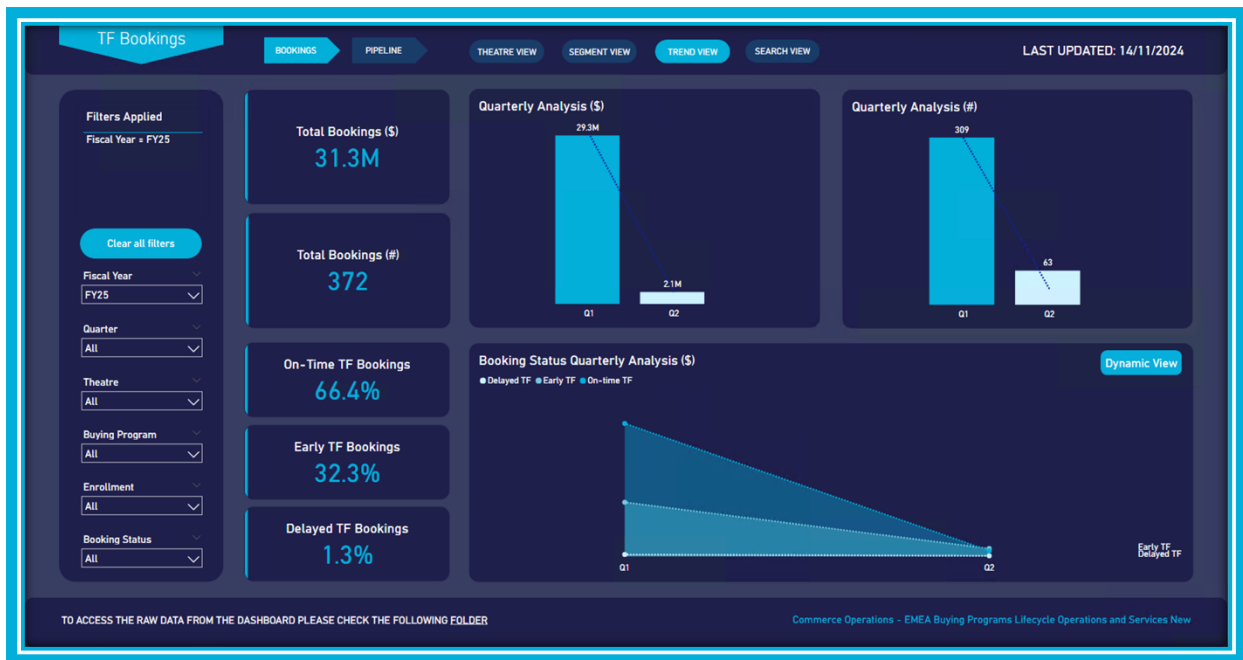 TF Bookings
BOOKINGS
PIPELINE
THEATRE VIEW
SEGMENT VIEW
TREND VIEW
SEARCH VIEW
LAST UPDATED: 14/11/2024
Filters Applied
Fiscal Year = FY25
Clear all filters
Fiscal Year
FY25
Quarter
All
Theatre
All
Buying Program
All
Enrollment
All
Booking Status
All
Total Bookings ($)
31.3M
Total Bookings (#)
372
On-Time TF Bookings
66.4%
Early TF Bookings
32.3%
Delayed TF Bookings
1.3%
Quarterly Analysis ($)
29.3M
2.1M
Q1 Q2
Quarterly Analysis (#)
309
63
Q1 Q2
Booking Status Quarterly Analysis ($)
Dynamic View
Delayed TF Early TF On-time TF
Early TF
Delayed TF
Q1 Q2
TO ACCESS THE RAW DATA FROM THE DASHBOARD PLEASE CHECK THE FOLLOWING FOLDER
Commerce Operations - EMEA Buying Programs Lifecycle Operations and Services New